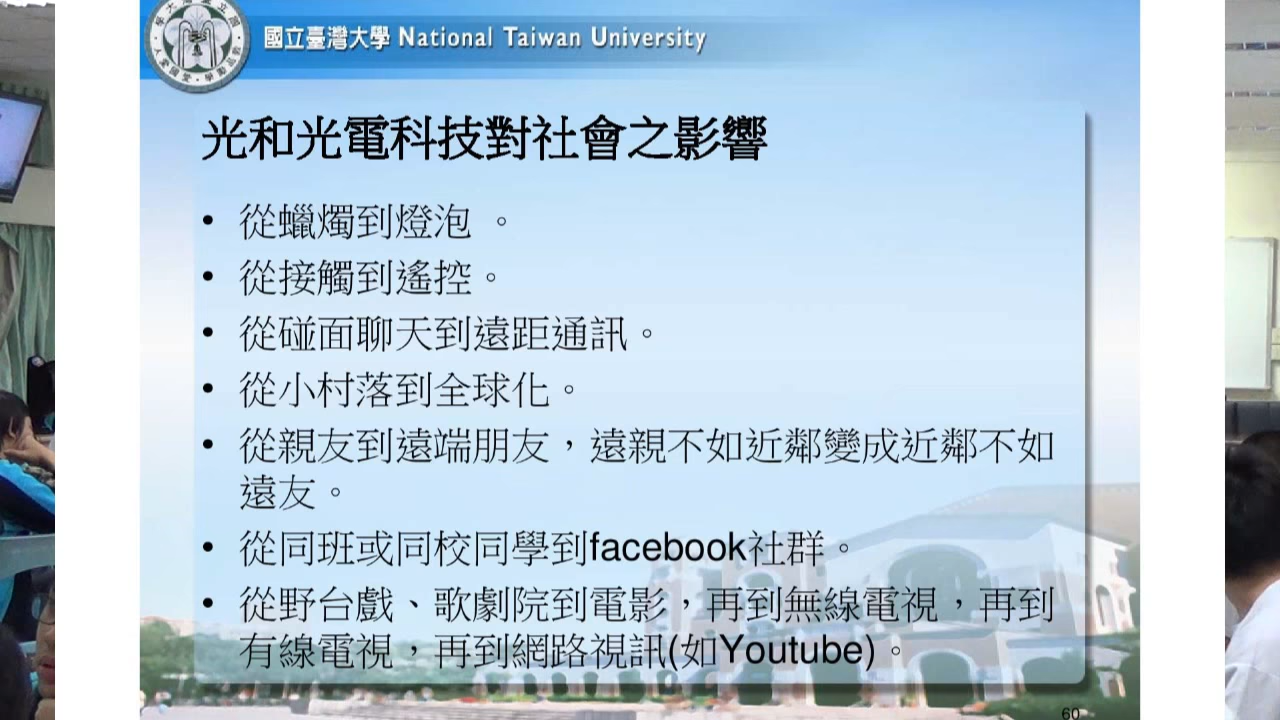 國立臺灣大學 National Taiwan University
光和光電科技對社會之影響
• 從蠟燭到燈泡 。
• 從接觸到遙控。
• 從碰面聊天到遠距通訊。
• 從小村落到全球化。
• 從親友到遠端朋友，遠親不如近鄰變成近鄰不如
遠友。
• 從同班或同校同學到facebook社群。
• 從野台戲、歌劇院到電影，再到無線電視，再到
有線電視，再到網路視訊(如Youtube)。
60